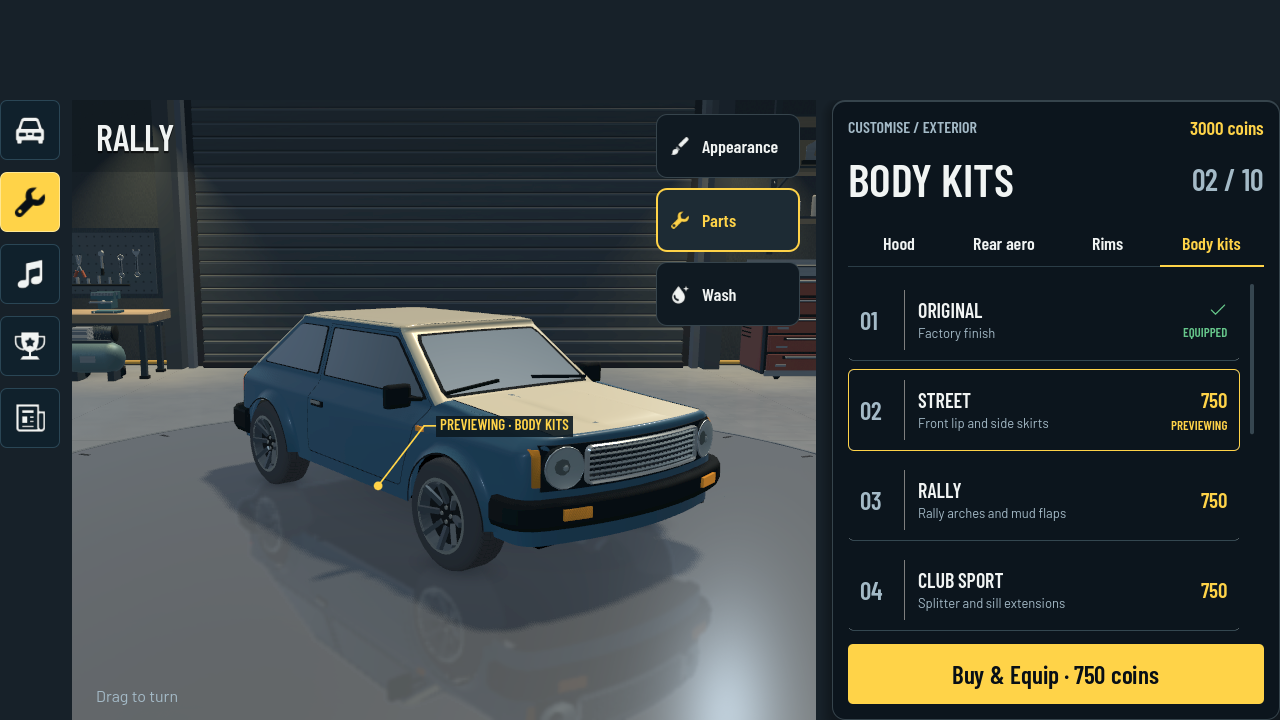 RALLY
Appearance
Parts
Wash
PREVIEWING · BODY KITS
Drag to turn
CUSTOMISE / EXTERIOR
3000 coins
BODY KITS
02 / 10
Hood
Rear aero
Rims
Body kits
01
ORIGINAL
Factory finish
EQUIPPED
02
STREET
Front lip and side skirts
750
PREVIEWING
03
RALLY
Rally arches and mud flaps
750
04
CLUB SPORT
Splitter and sill extensions
750
Buy & Equip · 750 coins